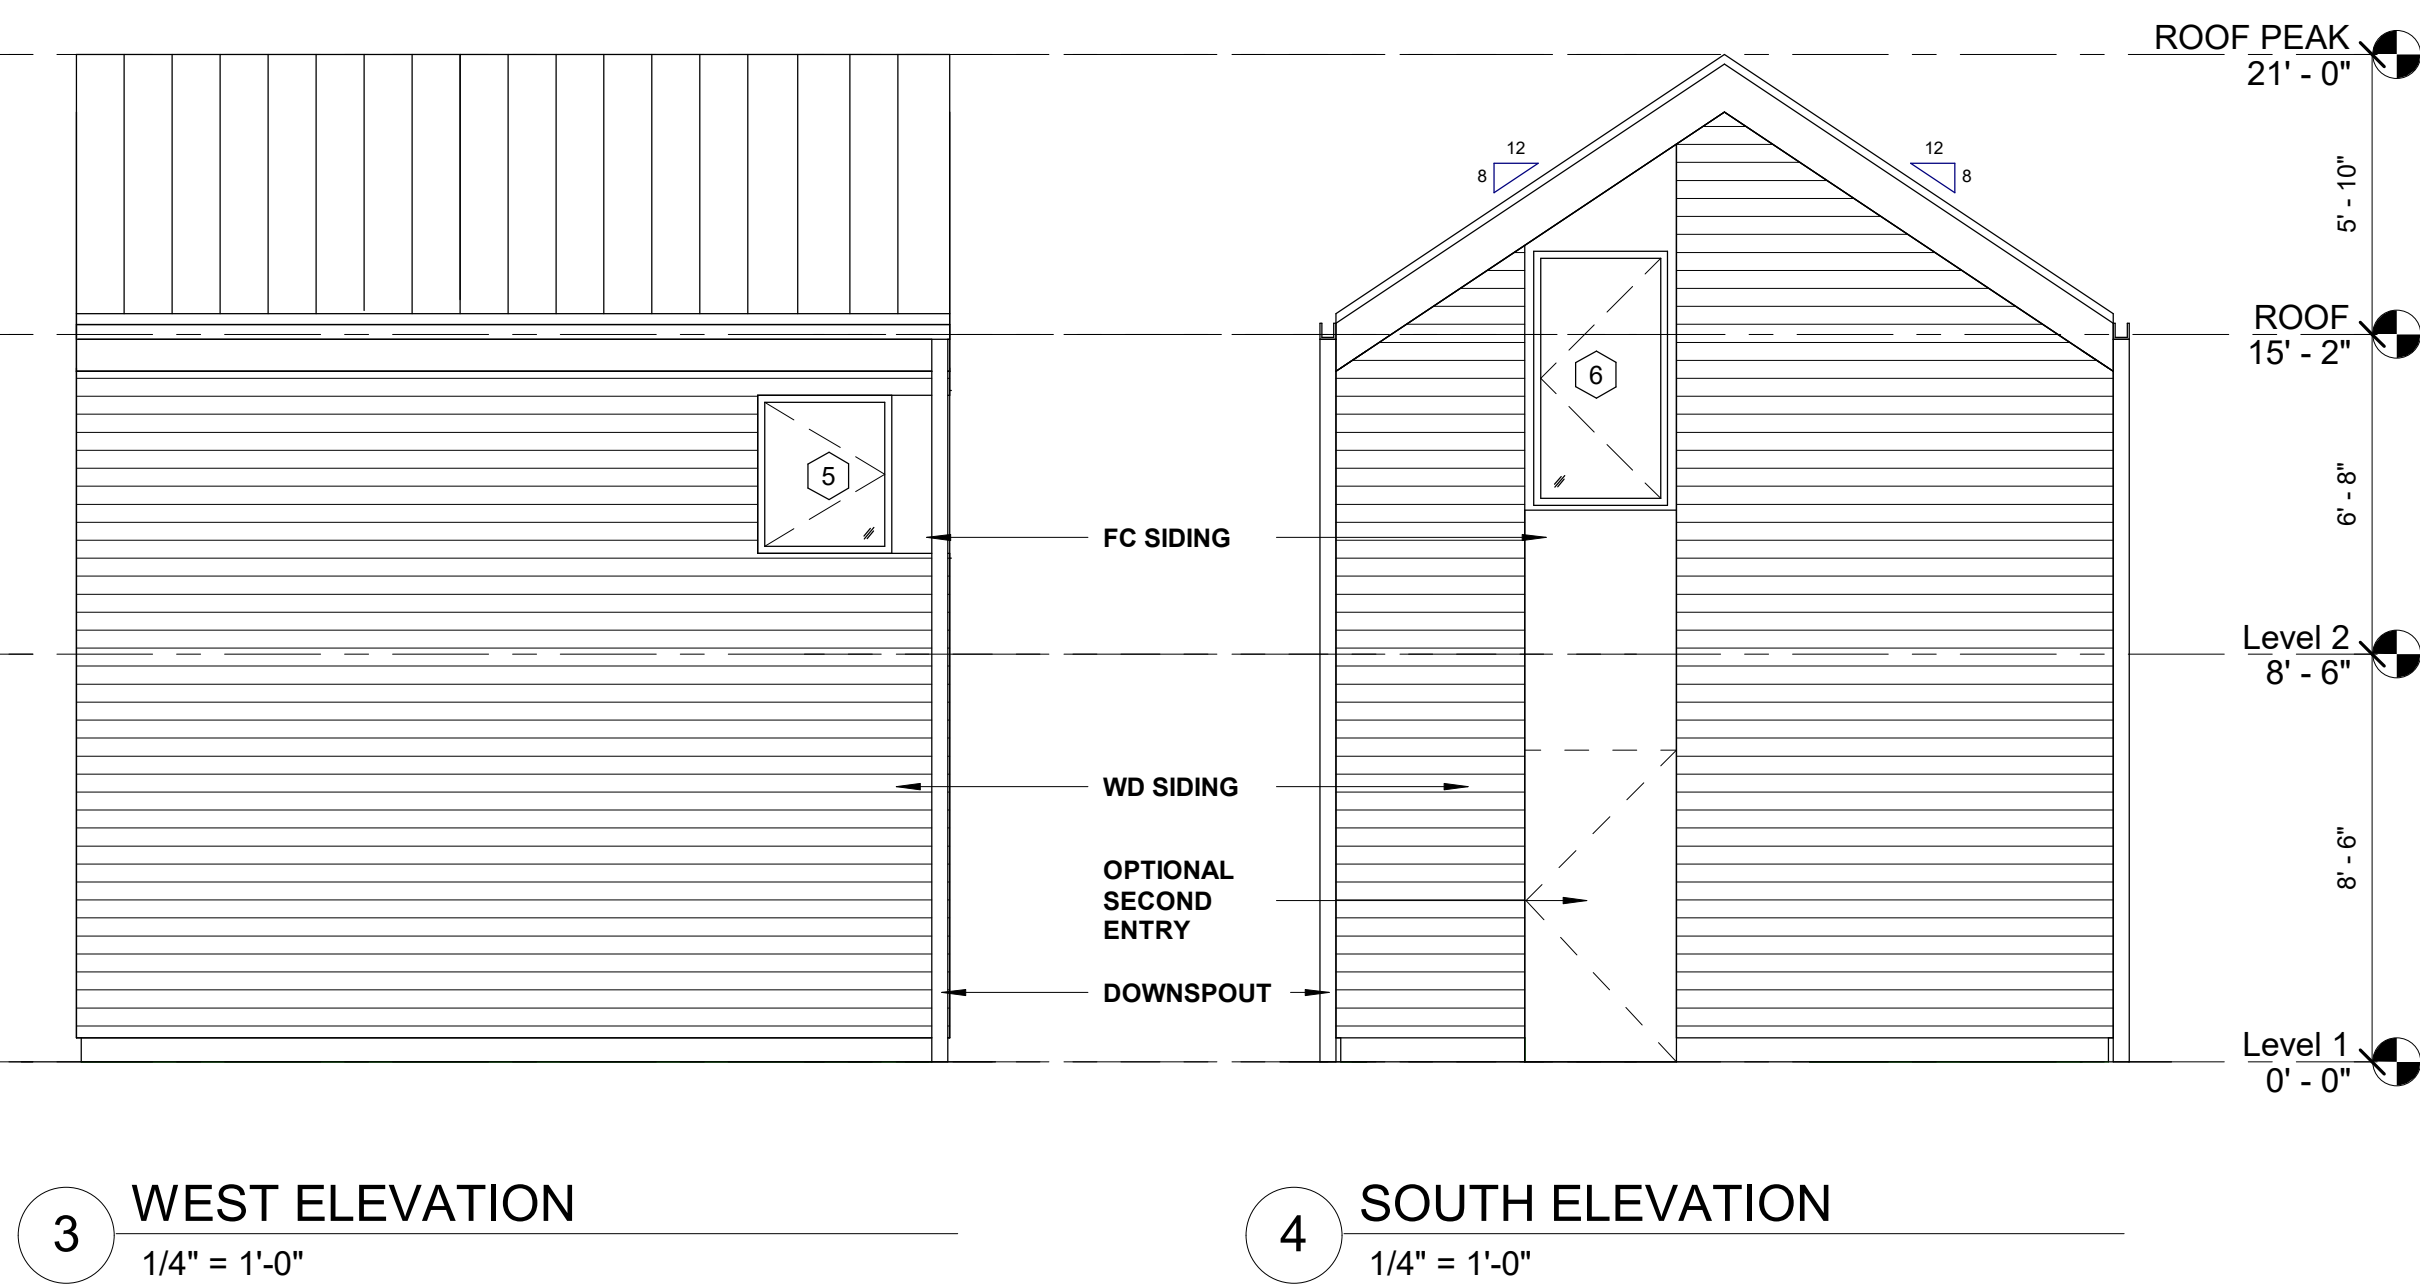 ROOF PEAK
21' - 0"
12
8
12
8
5' - 10"
ROOF
15' - 2"
6
5
6' - 8"
FC SIDING
Level 2
8' - 6"
WD SIDING
8' - 6"
OPTIONAL
SECOND
ENTRY
DOWNSPOUT
Level 1
0' - 0"
3
WEST ELEVATION
1/4" = 1'-0"
4
SOUTH ELEVATION
1/4" = 1'-0"